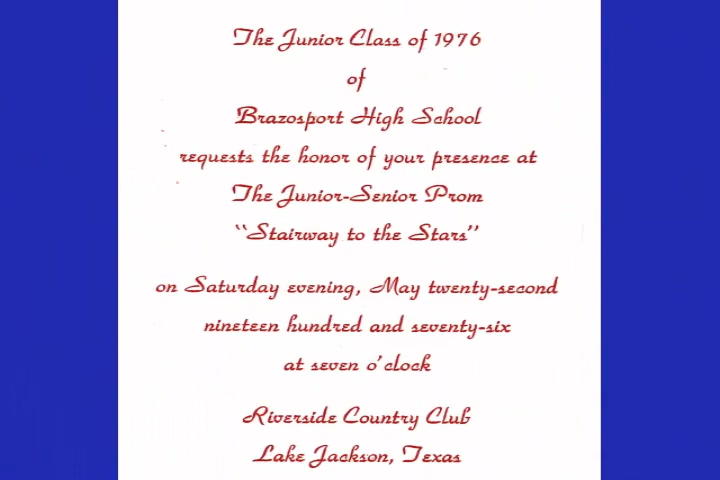 The Junior Class of 1976
of
Brazosport High School
requests the honor of your presence at
The Junior-Senior Prom
"Stairway to the Stars"
on Saturday evening, May twenty-second
nineteen hundred and seventy-six
at seven o'clock
Riverside Country Club
Lake Jackson, Texas